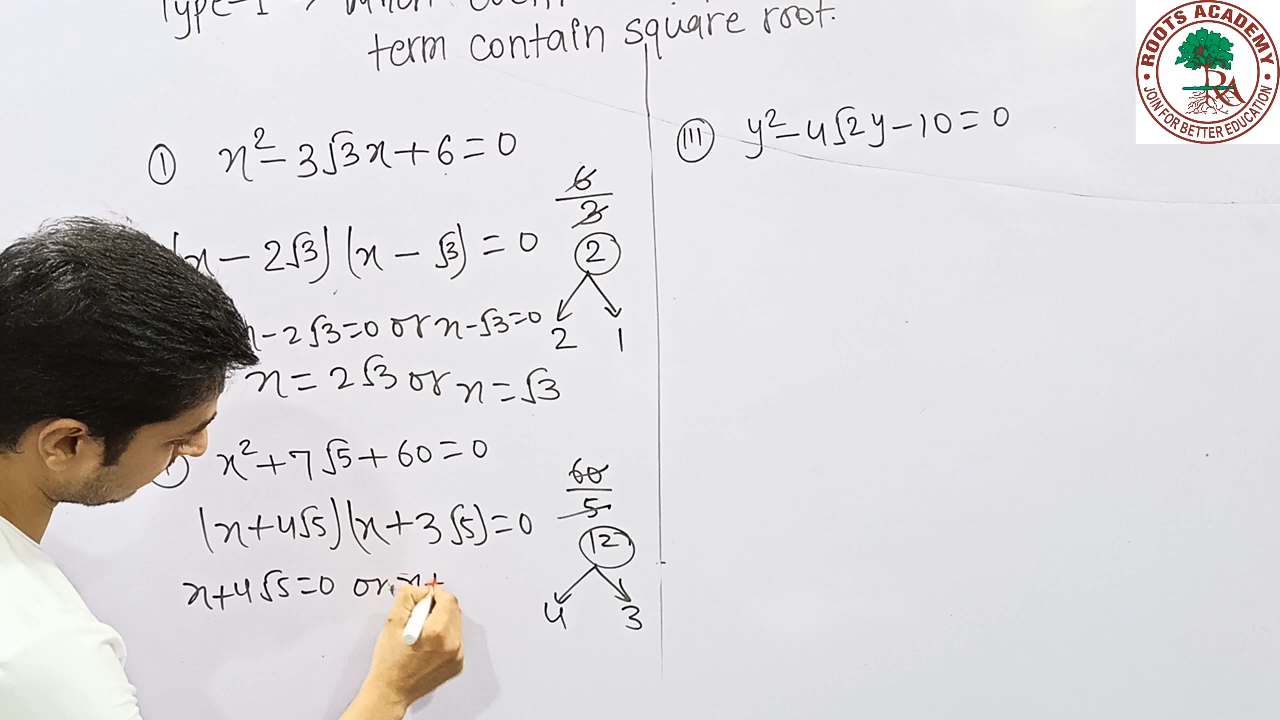 Type-I
term contain square root.
① x² - 3√3x + 6 = 0
6/3
x - 2√3) (x - √3) = 0
2
x - 2√3 = 0 or x - √3 = 0
2 1
x = 2√3 or x = √3
x² + 7√5 + 60 = 0
60/5
(x + 4√5) (x + 3√5) = 0
12
x + 4√5 = 0 or x +
4 3
(III) y² - 4√2y - 10 = 0
ROOTS ACADEMY
RA
• JOIN FOR BETTER EDUCATION •